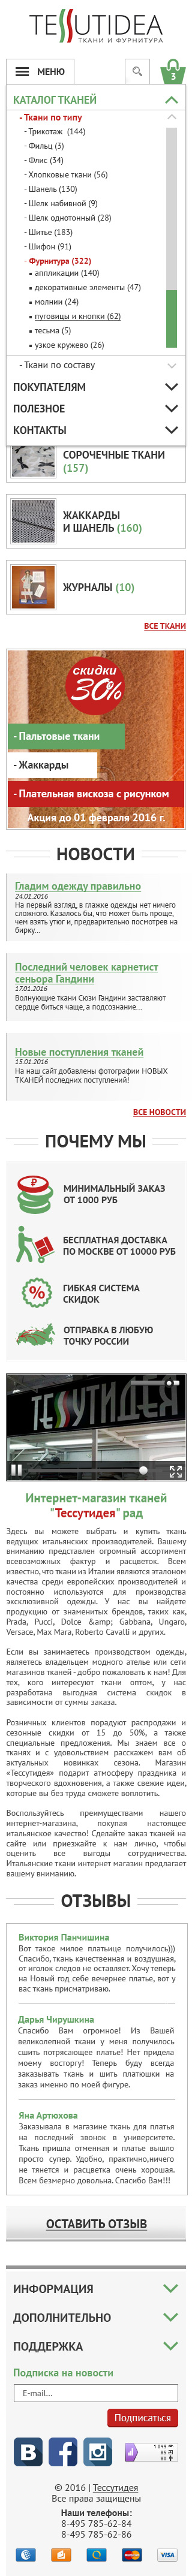 TESSUTIDEA
ТКАНИ И ФУРНИТУРА
МЕНЮ
3
КАТАЛОГ ТКАНЕЙ
- Ткани по типу
- Трикотаж (144)
- Фильц (3)
- Флис (34)
- Хлопковые ткани (56)
- Шанель (130)
- Шелк набивной (9)
- Шелк однотонный (28)
- Шитье (183)
- Шифон (91)
- Фурнитура (322)
аппликации (140)
декоративные элементы (47)
молнии (24)
пуговицы и кнопки (62)
тесьма (5)
узкое кружево (26)
- Ткани по составу
ПОКУПАТЕЛЯМ
ПОЛЕЗНОЕ
КОНТАКТЫ
СОРОЧЕЧНЫЕ ТКАНИ
(157)
ЖАККАРДЫ
И ШАНЕЛЬ (160)
ЖУРНАЛЫ (10)
ВСЕ ТКАНИ
скидки
30%
- Пальтовые ткани
- Жаккарды
- Плательная вискоза с рисунком
Акция до 01 февраля 2016 г.
НОВОСТИ
Гладим одежду правильно
24.01.2016
На первый взгляд, в глажке одежды нет ничего
сложного. Казалось бы, что может быть проще,
чем взять утюг и, предварительно посмотрев на
бирку...
Последний человек карнетист
сеньора Гандини
17.01.2016
Волнующие ткани Сюзи Гандини заставляют
сердце биться чаще, а подсознание...
Новые поступления тканей
15.01.2016
На наш сайт добавлены фотографии НОВЫХ
ТКАНЕЙ последних поступлений!
ВСЕ НОВОСТИ
ПОЧЕМУ МЫ
МИНИМАЛЬНЫЙ ЗАКАЗ
ОТ 1000 РУБ
БЕСПЛАТНАЯ ДОСТАВКА
ПО МОСКВЕ ОТ 10000 РУБ
%
ГИБКАЯ СИСТЕМА
СКИДОК
ОТПРАВКА В ЛЮБУЮ
ТОЧКУ РОССИИ
Интернет-магазин тканей
"Тессутидея" рад
Здесь вы можете выбрать и купить ткань
ведущих итальянских производителей. Вашему
вниманию представлен огромный ассортимент
всевозможных фактур и расцветок. Всем
известно, что ткани из Италии являются эталоном
качества среди европейских производителей и
постоянно используются для производства
эксклюзивной одежды. У нас вы найдете
продукцию от знаменитых брендов, таких как,
Prada, Pucci, Dolce &amp; Gabbana, Ungaro,
Versace, Max Mara, Roberto Cavalli и других.
Если вы занимаетесь производством одежды,
являетесь владельцем модного ателье или сети
магазинов тканей - добро пожаловать к нам! Для
тех, кого интересуют ткани оптом, у нас
разработана выгодная система скидок в
зависимости от суммы заказа.
Розничных клиентов порадуют распродажи и
сезонные скидки от 15 до 50%, а также
специальные предложения. Мы знаем все о
тканях и с удовольствием расскажем вам об
актуальных новинках сезона. Магазин
«Тессутидея» подарит атмосферу праздника и
творческого вдохновения, а также свежие идеи,
которые вы без труда сможете воплотить.
Воспользуйтесь преимуществами нашего
интернет-магазина, покупая настоящее
итальянское качество! Сделайте заказ тканей на
сайте или приезжайте к нам лично, чтобы
оценить все выгоды сотрудничества.
Итальянские ткани интернет магазин предлагает
вашему вниманию.
ОТЗЫВЫ
Виктория Панчишина
Вот такое милое платьице получилось)))
Спасибо, ткань качественная и воздушная,
от иголок следов не оставляет. Хочу теперь
на Новый год себе вечернее платье, вот у
вас ткань присматриваю.
Дарья Чирушкина
Спасибо Вам огромное! Из Вашей
великолепной ткани у меня получилось
сшить потрясающее платье! Нет придела
моему восторгу! Теперь буду всегда
заказывать ткань и шить платюшки на
заказ именно по моей фигуре.
Яна Артюхова
Заказывала в магазине ткань для платья
на последний звонок в университете.
Ткань пришла отменная и платье вышло
просто супер. Удобно, практично,ничего
не тянется и расцветка очень хорошая.
Всем безмерно довольна. Спасибо Вам!!!
ОСТАВИТЬ ОТЗЫВ
ИНФОРМАЦИЯ
ДОПОЛНИТЕЛЬНО
ПОДДЕРЖКА
Подписка на новости
E-mail...
Подписаться
© 2016 | Тессутидея
Все права защищены
Наши телефоны:
8-495 785-62-84
8-495 785-62-86
VISA